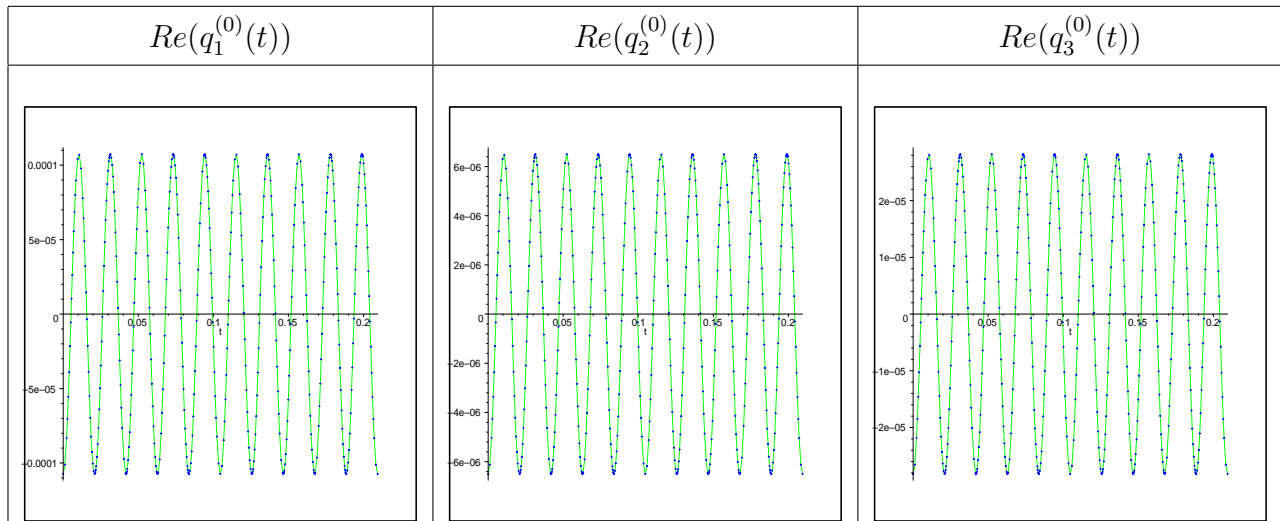 Re(q_1^{(0)}(t)) Re(q_2^{(0)}(t)) Re(q_3^{(0)}(t))
0.0001
5e−05
0
0.05 0.1 0.15 0.2
t
−5e−05
−0.0001
6e−06
4e−06
2e−06
0
0.05 0.1 0.15 0.2
t
−2e−06
−4e−06
−6e−06
2e−05
1e−05
0
0.05 0.1 0.15 0.2
t
−1e−05
−2e−05